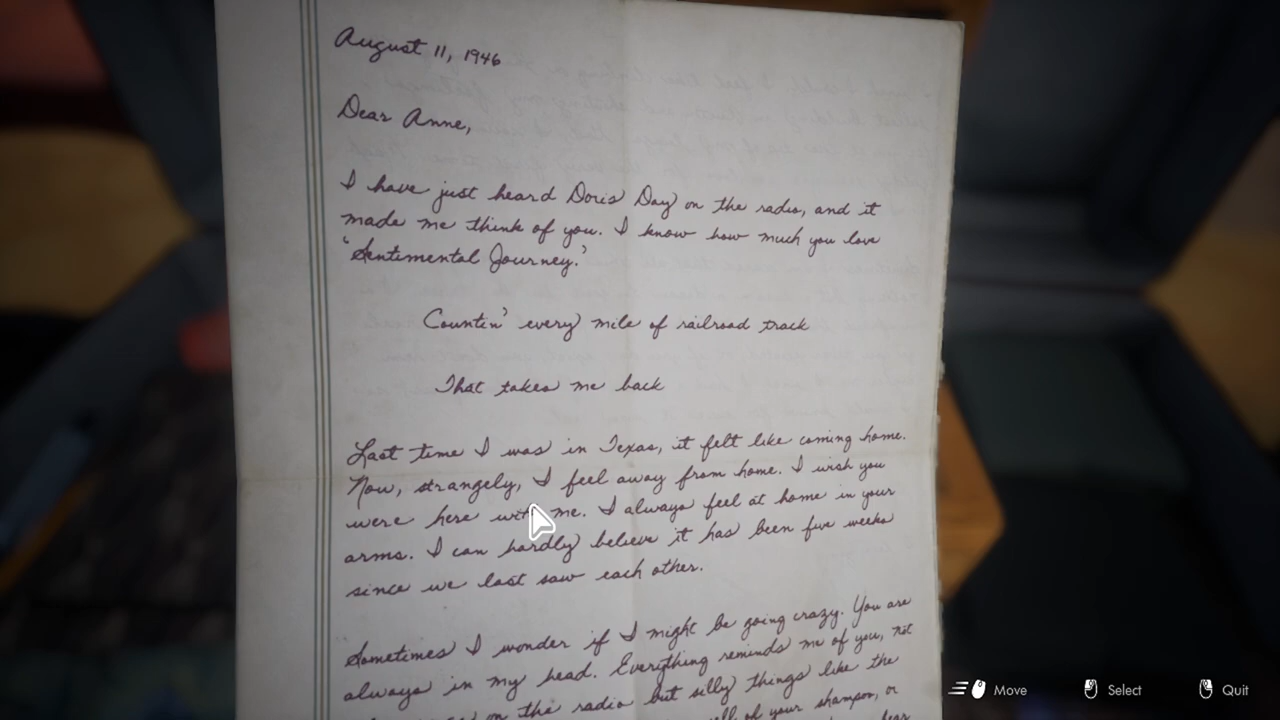 August 11, 1946
Dear Anne,
I have just heard Doris Day on the radio, and it
made me think of you. I know how much you love
'Sentimental Journey.'
Countin' every mile of railroad track
That takes me back
Last time I was in Texas, it felt like coming home.
Now, strangely, I feel away from home. I wish you
were here with me. I always feel at home in your
arms. I can hardly believe it has been five weeks
since we last saw each other.
Sometimes I wonder if I might be going crazy. You are
always in my head. Everything reminds me of you, not
on the radio but silly things like the
of your shampoo, or
Move
Select
Quit